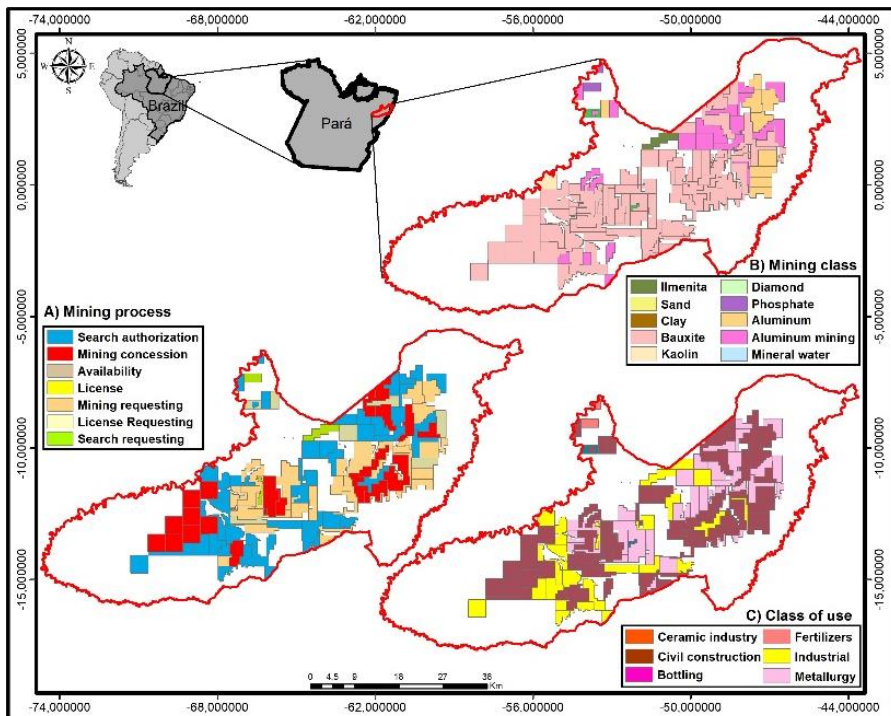 -74,000000 -68,000000 -62,000000 -56,000000 -50,000000 -44,000000
N
W E
S
Brazil
Pará
B) Mining class
Ilmenita Diamond
Sand Phosphate
Clay Aluminum
Bauxite Aluminum mining
Kaolin Mineral water
A) Mining process
Search authorization
Mining concession
Availability
License
Mining requesting
License Requesting
Search requesting
C) Class of use
Ceramic industry Fertilizers
Civil construction Industrial
Bottling Metallurgy
0 4.5 9 18 27 36
Km
5,000000
0,000000
-5,000000
-10,000000
-15,000000
5,000000
0,000000
-5,000000
-10,000000
-15,000000
-74,000000 -68,000000 -62,000000 -56,000000 -50,000000 -44,000000